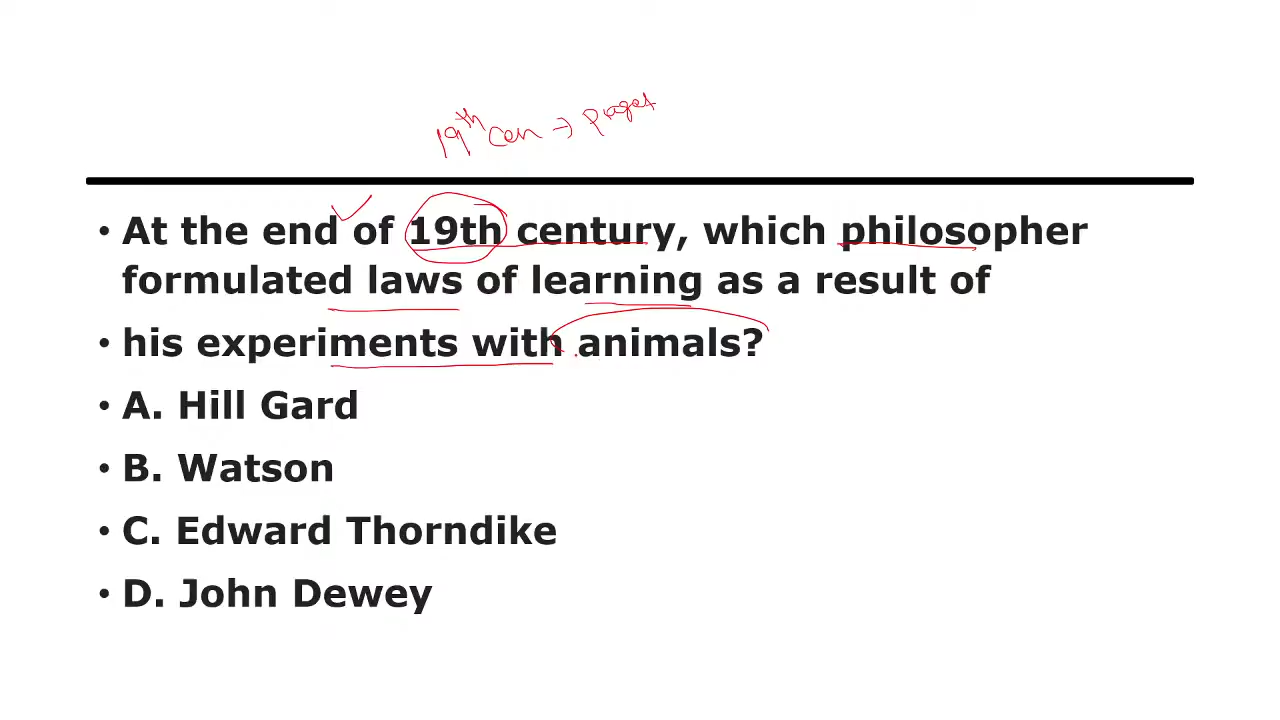 19th Cen → Piaget
• At the end of 19th century, which philosopher
formulated laws of learning as a result of
• his experiments with animals?
• A. Hill Gard
• B. Watson
• C. Edward Thorndike
• D. John Dewey